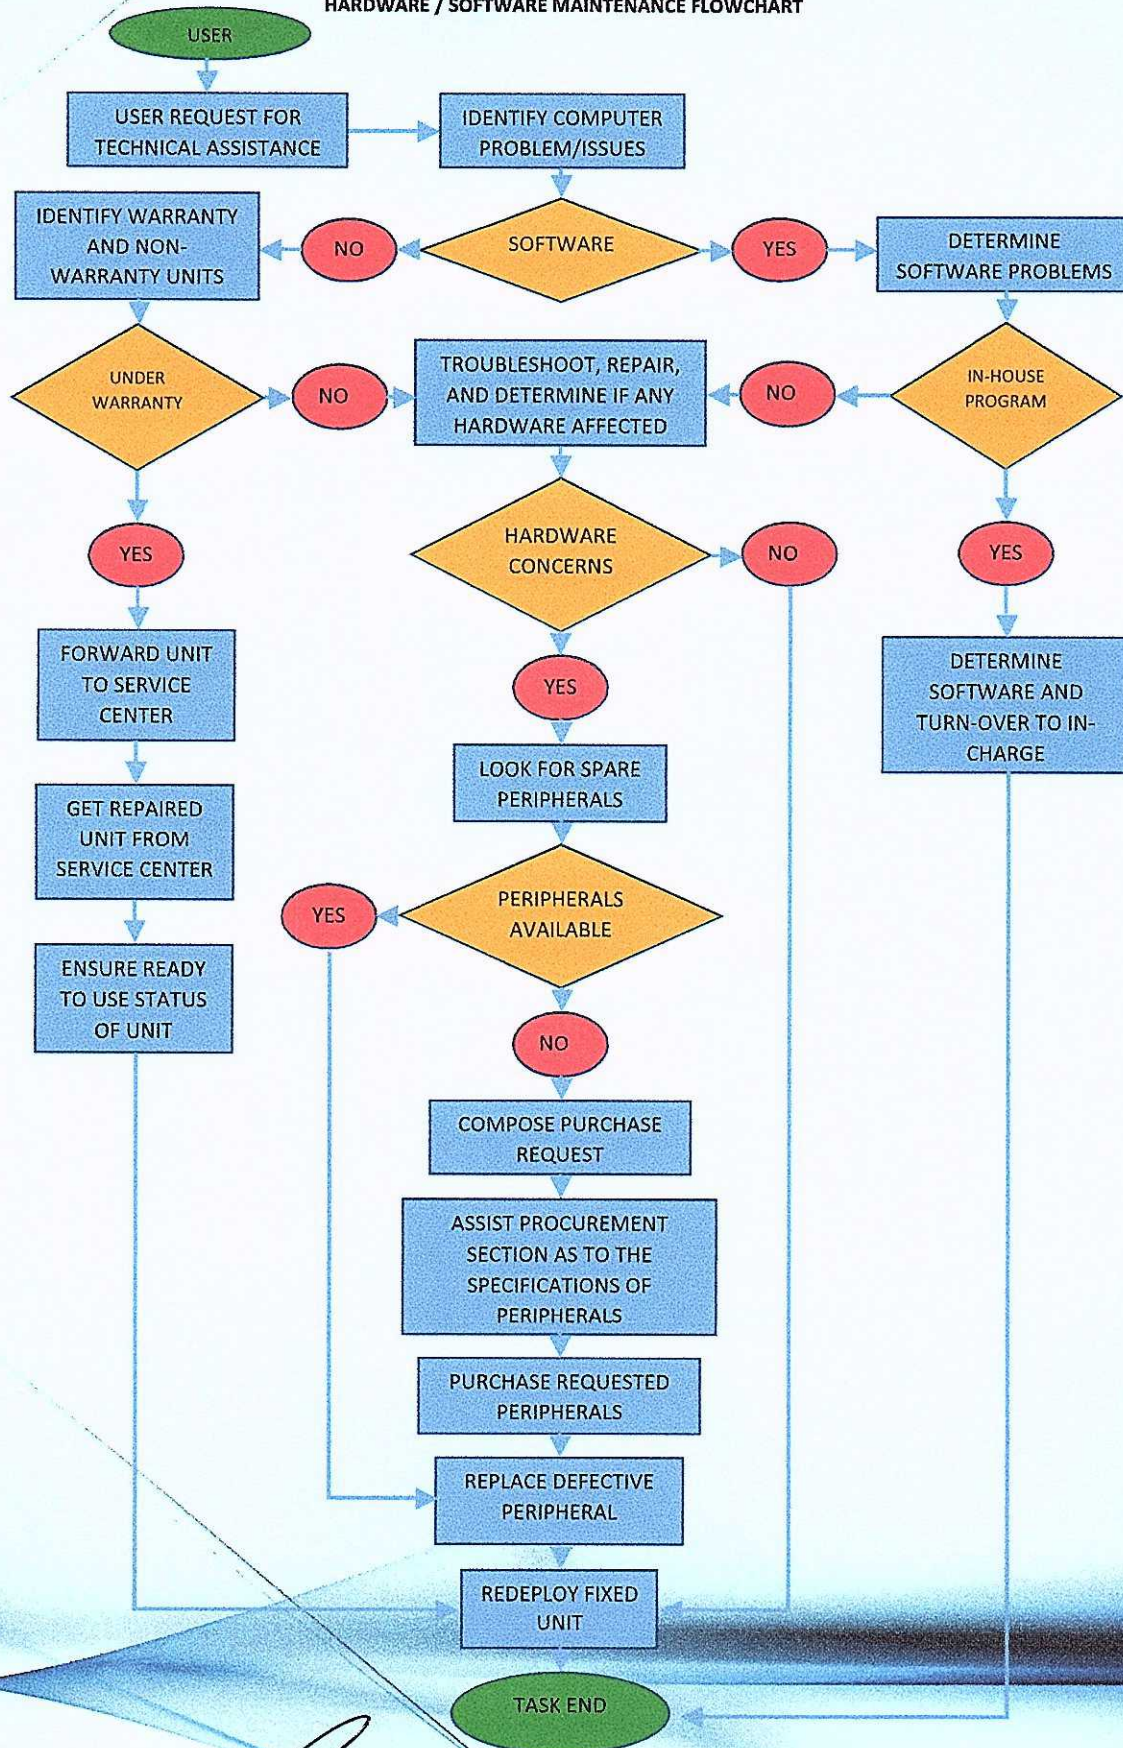 HARDWARE / SOFTWARE MAINTENANCE FLOWCHART
USER
USER REQUEST FOR
TECHNICAL ASSISTANCE
IDENTIFY COMPUTER
PROBLEM/ISSUES
IDENTIFY WARRANTY
AND NON-
WARRANTY UNITS
NO
SOFTWARE
YES
DETERMINE
SOFTWARE PROBLEMS
UNDER
WARRANTY
NO
TROUBLESHOOT, REPAIR,
AND DETERMINE IF ANY
HARDWARE AFFECTED
NO
IN-HOUSE
PROGRAM
YES
HARDWARE
CONCERNS
NO
YES
FORWARD UNIT
TO SERVICE
CENTER
YES
DETERMINE
SOFTWARE AND
TURN-OVER TO IN-
CHARGE
LOOK FOR SPARE
PERIPHERALS
GET REPAIRED
UNIT FROM
SERVICE CENTER
YES
PERIPHERALS
AVAILABLE
ENSURE READY
TO USE STATUS
OF UNIT
NO
COMPOSE PURCHASE
REQUEST
ASSIST PROCUREMENT
SECTION AS TO THE
SPECIFICATIONS OF
PERIPHERALS
PURCHASE REQUESTED
PERIPHERALS
REPLACE DEFECTIVE
PERIPHERAL
REDEPLOY FIXED
UNIT
TASK END